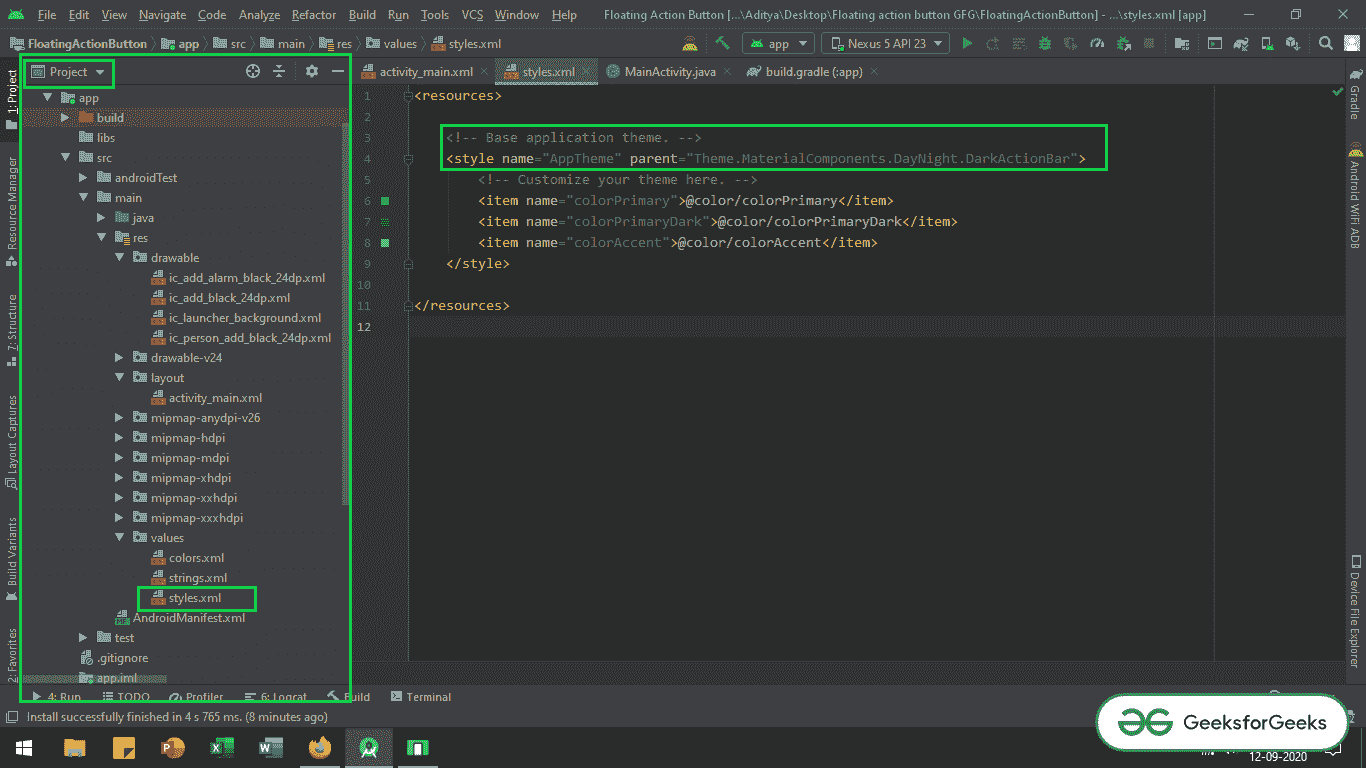 File Edit View Navigate Code Analyze Refactor Build Run Tools VCS Window Help Floating Action Button [...\Aditya\Desktop\Floating action button GFG\FloatingActionButton] - ...\styles.xml [app]
FloatingActionButton app src main res values styles.xml app Nexus 5 API 23
Project activity_main.xml styles.xml MainActivity.java build.gradle (:app)
1: Project
Resource Manager
Z: Structure
Layout Captures
Build Variants
2: Favorites
app
build
libs
src
androidTest
main
java
res
drawable
ic_add_alarm_black_24dp.xml
ic_add_black_24dp.xml
ic_launcher_background.xml
ic_person_add_black_24dp.xml
drawable-v24
layout
activity_main.xml
mipmap-anydpi-v26
mipmap-hdpi
mipmap-mdpi
mipmap-xhdpi
mipmap-xxhdpi
mipmap-xxxhdpi
values
colors.xml
strings.xml
styles.xml
AndroidManifest.xml
test
.gitignore
app.iml
1 <resources>
2
3 <!-- Base application theme. -->
4 <style name="AppTheme" parent="Theme.MaterialComponents.DayNight.DarkActionBar">
5 <!-- Customize your theme here. -->
6 <item name="colorPrimary">@color/colorPrimary</item>
7 <item name="colorPrimaryDark">@color/colorPrimaryDark</item>
8 <item name="colorAccent">@color/colorAccent</item>
9 </style>
10
11 </resources>
12
Gradle
Android WiFi ADB
Device File Explorer
4: Run TODO Profiler 6: Logcat Build Terminal
Install successfully finished in 4 s 765 ms. (8 minutes ago)
GeeksforGeeks
12-09-2020